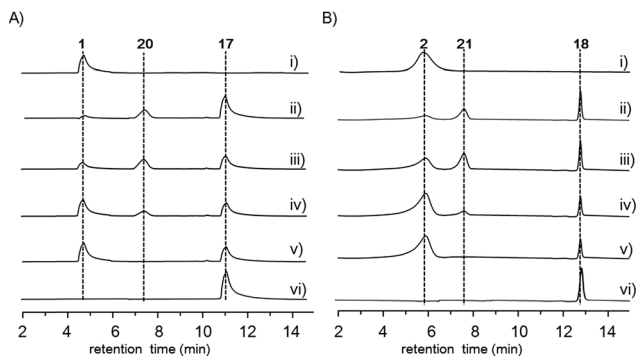 A)
1 20 17
i)
ii)
iii)
iv)
v)
vi)
2 4 6 8 10 12 14
retention time (min)
B)
2 21 18
i)
ii)
iii)
iv)
v)
vi)
2 4 6 8 10 12 14
retention time (min)